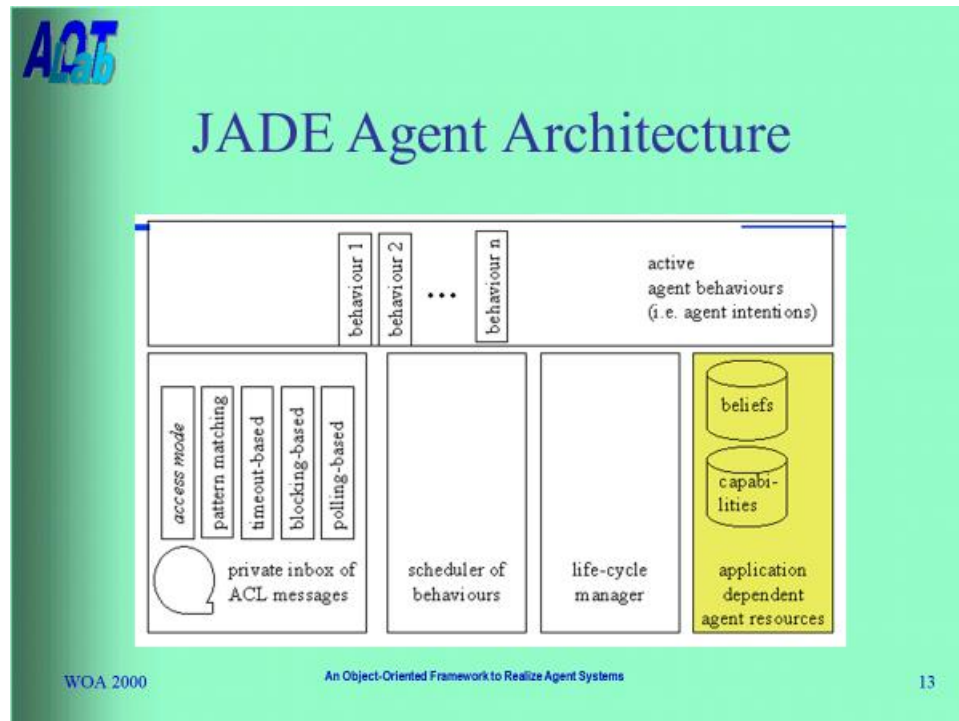 AOT
Lab
JADE Agent Architecture
behaviour 1
behaviour 2
...
behaviour n
active
agent behaviours
(i.e. agent intentions)
access mode
pattern matching
timeout-based
blocking-based
polling-based
private inbox of
ACL messages
scheduler of
behaviours
life-cycle
manager
beliefs
capabi-
lities
application
dependent
agent resources
WOA 2000
An Object-Oriented Framework to Realize Agent Systems
13